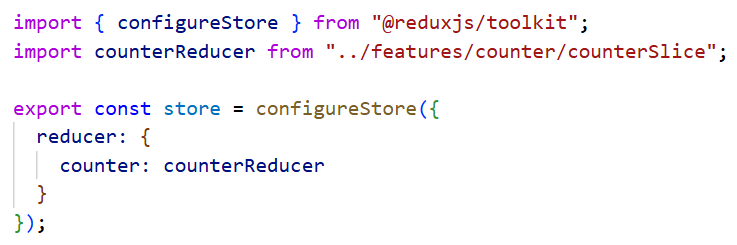 import { configureStore } from "@reduxjs/toolkit";
import counterReducer from "../features/counter/counterSlice";

export const store = configureStore({
  reducer: {
    counter: counterReducer
  }
});